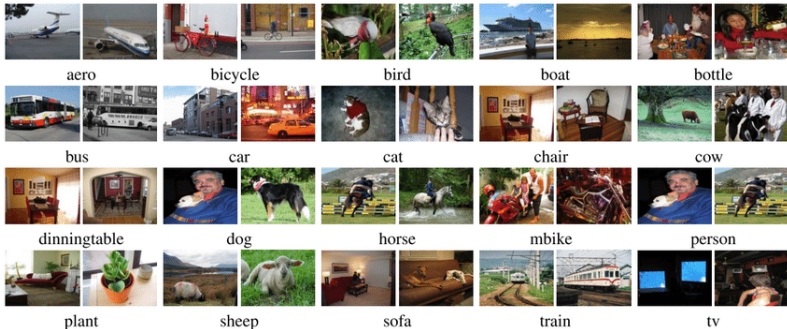 aero bicycle bird boat bottle
bus car cat chair cow
dinningtable dog horse mbike person
plant sheep sofa train tv